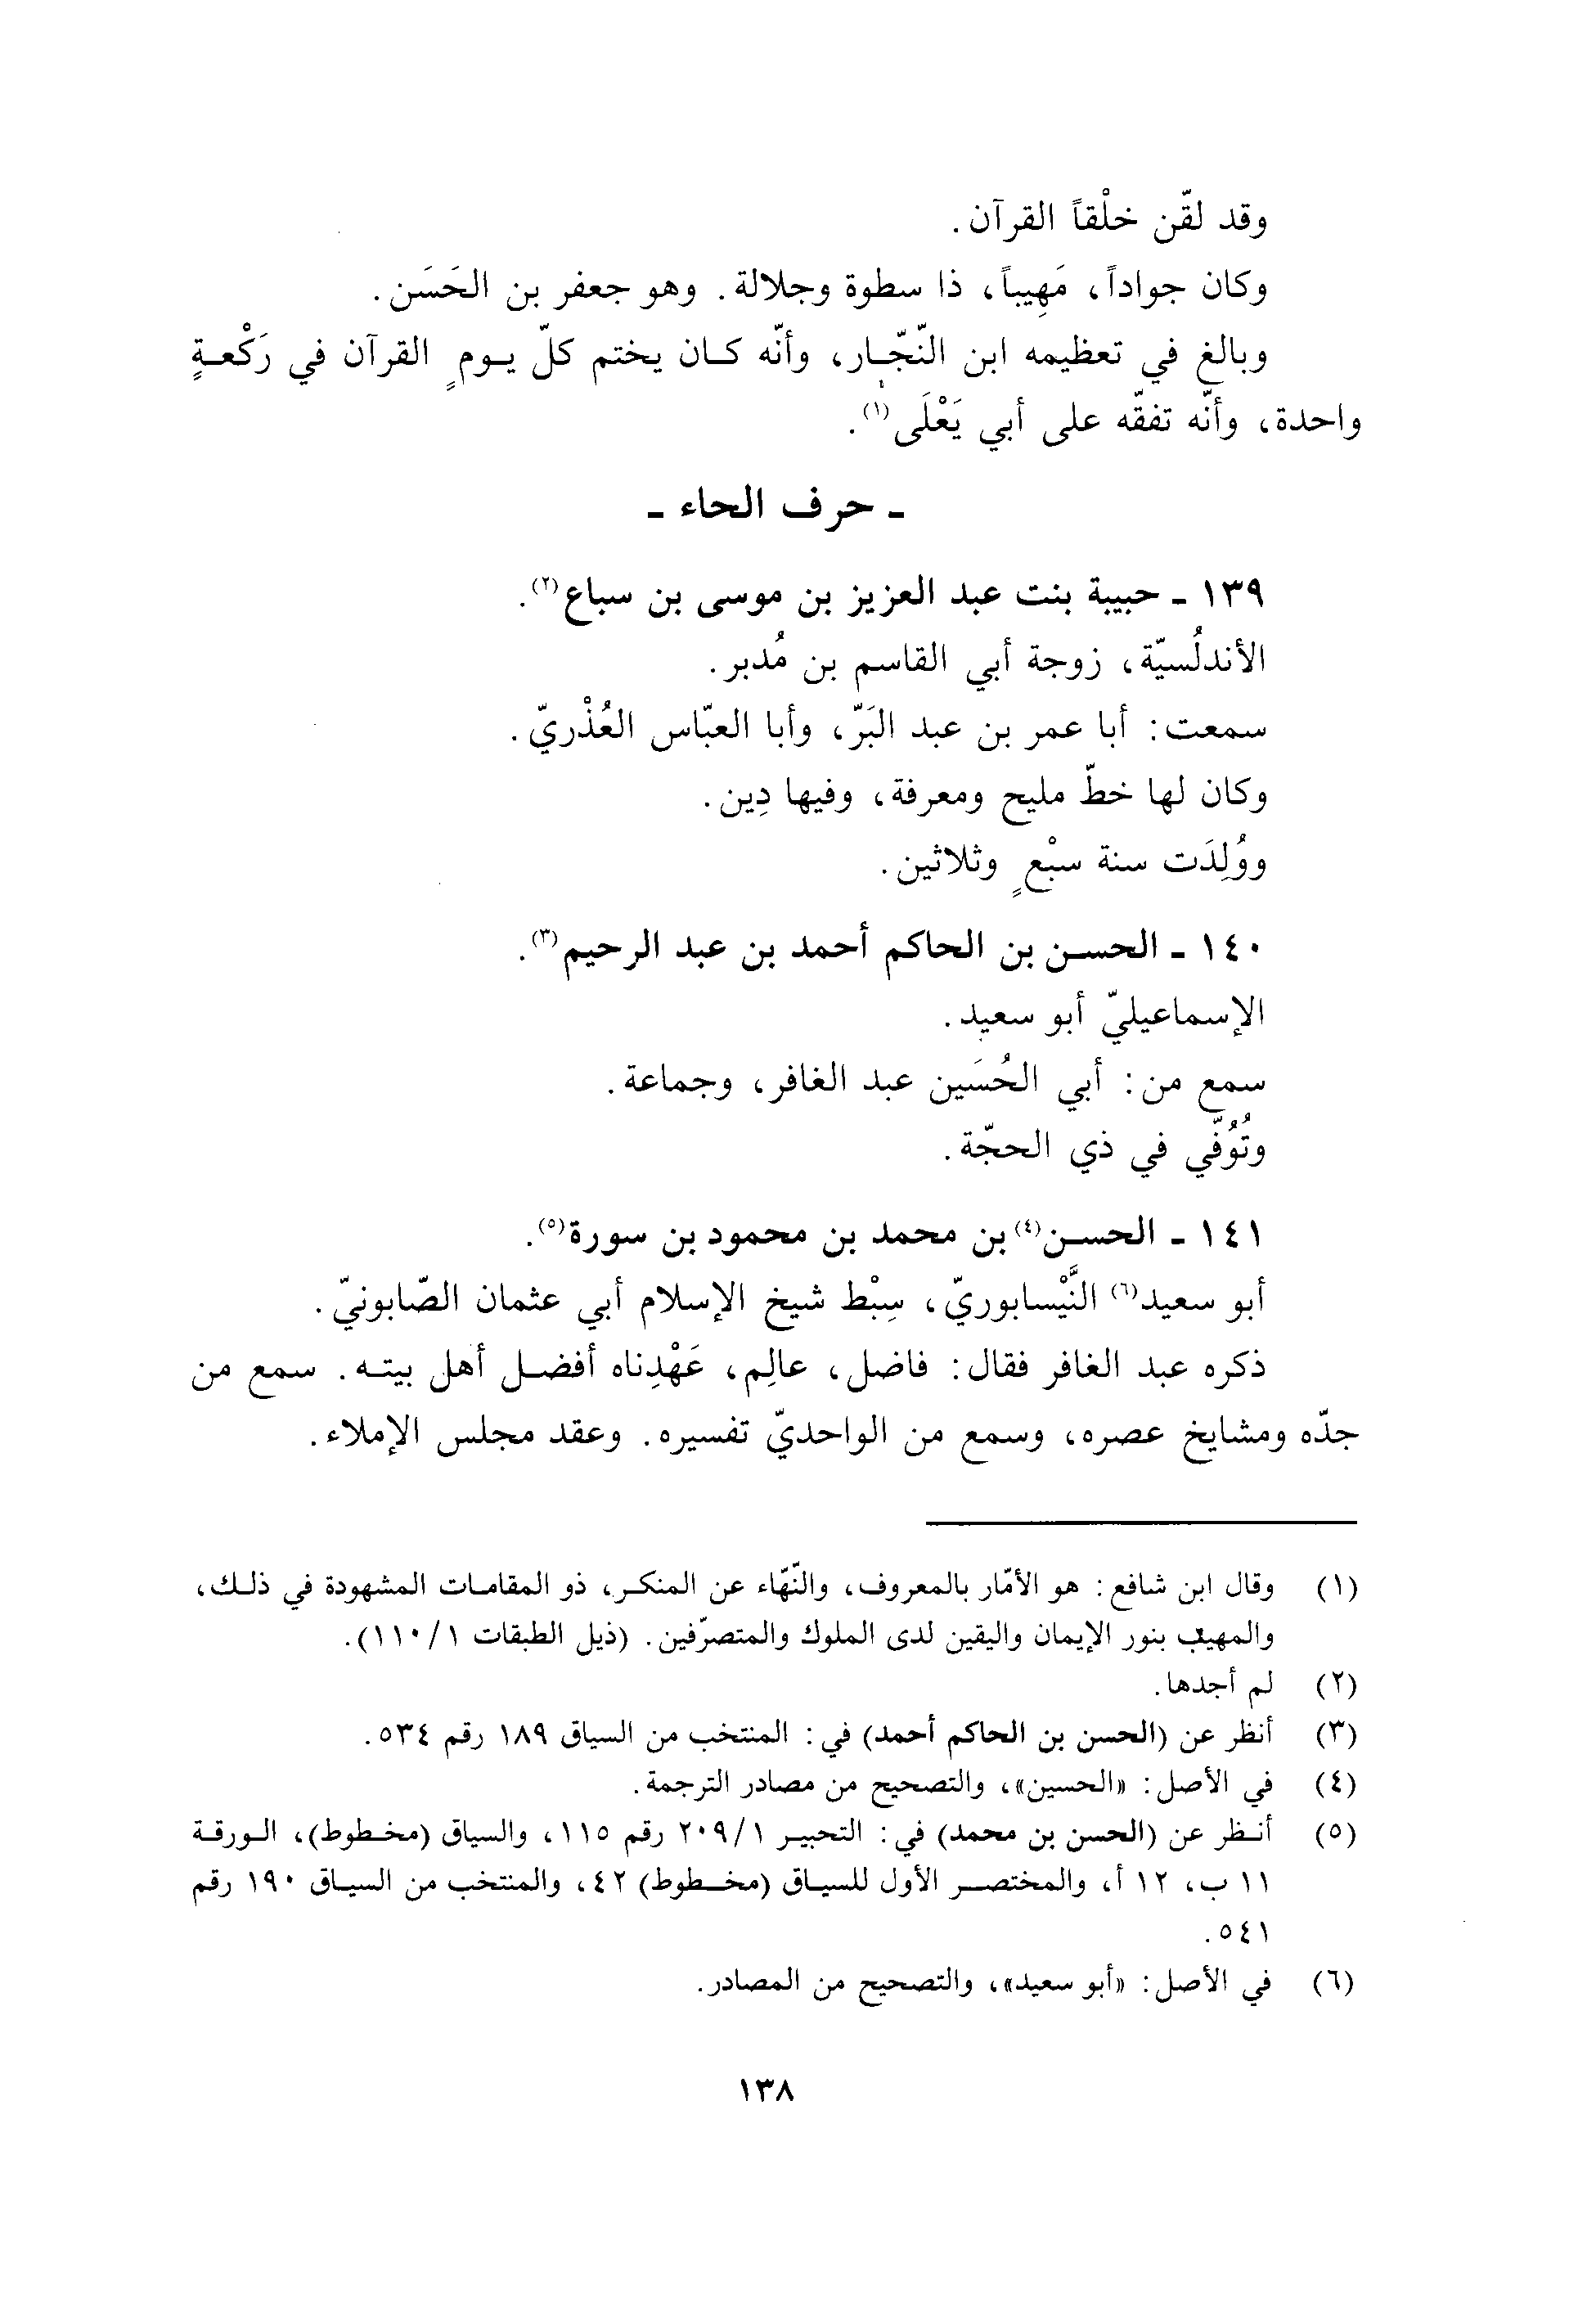 وقد لقّن خلْقاً القرآن.
وكان جواداً، مَهِيباً، ذا سطوة وجلالة. وهو جعفر بن الحَسَن.
وبالغ في تعظيمه ابن النّجّار، وأنّه كان يختم كلّ يومٍ القرآن في رَكْعةٍ
واحدة، وأنّه تفقّه على أبي يَعْلَى(١).
ـ حرف الحاء ـ
١٣٩ ـ حبيبة بنت عبد العزيز بن موسى بن سباع(٢).
الأندلُسيّة، زوجة أبي القاسم بن مُدبر.
سمعت: أبا عمر بن عبد البَرّ، وأبا العبّاس العُذْريّ.
وكان لها خطّ مليح ومعرفة، وفيها دِين.
ووُلِدَت سنة سبْعٍ وثلاثين.
١٤٠ ـ الحسن بن الحاكم أحمد بن عبد الرحيم(٣).
الإسماعيليّ أبو سعيد.
سمع من: أبي الحُسَين عبد الغافر، وجماعة.
وتُوُفّي في ذي الحجّة.
١٤١ ـ الحسن(٤) بن محمد بن محمود بن سورة(٥).
أبو سعيد(٦) النَّيْسابوريّ، سِبْط شيخ الإسلام أبي عثمان الصّابونيّ.
ذكره عبد الغافر فقال: فاضل، عالِم، عَهْدِناه أفضل أهل بيته. سمع من
جدّه ومشايخ عصره، وسمع من الواحديّ تفسيره. وعقد مجلس الإملاء.
(١) وقال ابن شافع: هو الأمّار بالمعروف، والنّهّاء عن المنكر، ذو المقامات المشهودة في ذلك،
والمهيب بنور الإيمان واليقين لدى الملوك والمتصرّفين. (ذيل الطبقات ١/١١٠).
(٢) لم أجدها.
(٣) أنظر عن (الحسن بن الحاكم أحمد) في: المنتخب من السياق ١٨٩ رقم ٥٣٤.
(٤) في الأصل: «الحسين»، والتصحيح من مصادر الترجمة.
(٥) أنظر عن (الحسن بن محمد) في: التحبير ١/٢٠٩ رقم ١١٥، والسياق (مخطوط)، الورقة
١١ ب، ١٢ أ، والمختصر الأول للسياق (مخطوط) ٤٢، والمنتخب من السياق ١٩٠ رقم
٥٤١.
(٦) في الأصل: «أبو سعيد»، والتصحيح من المصادر.
١٣٨